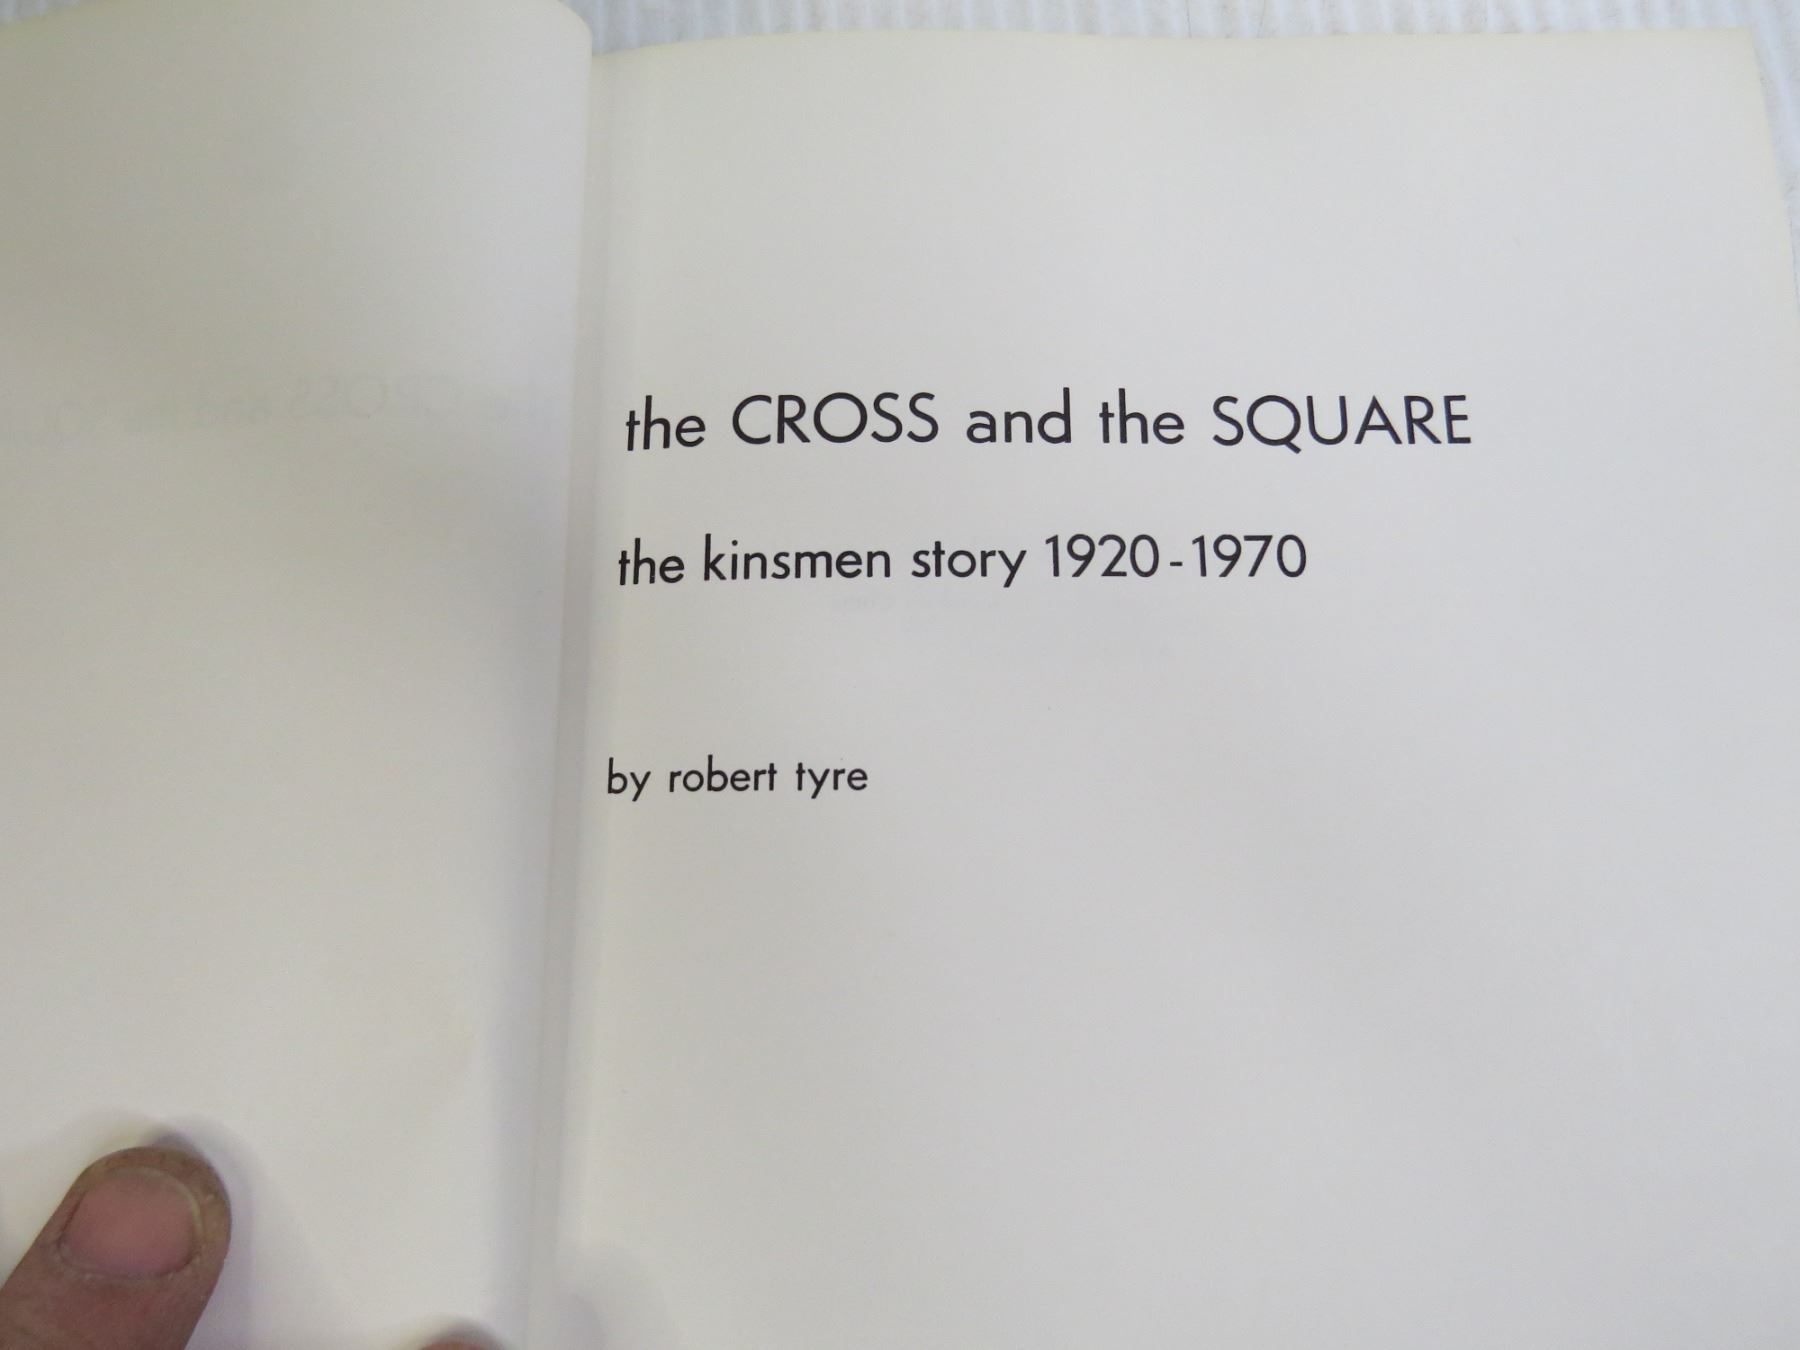 the CROSS and the SQUARE
the kinsmen story 1920-1970
by robert tyre